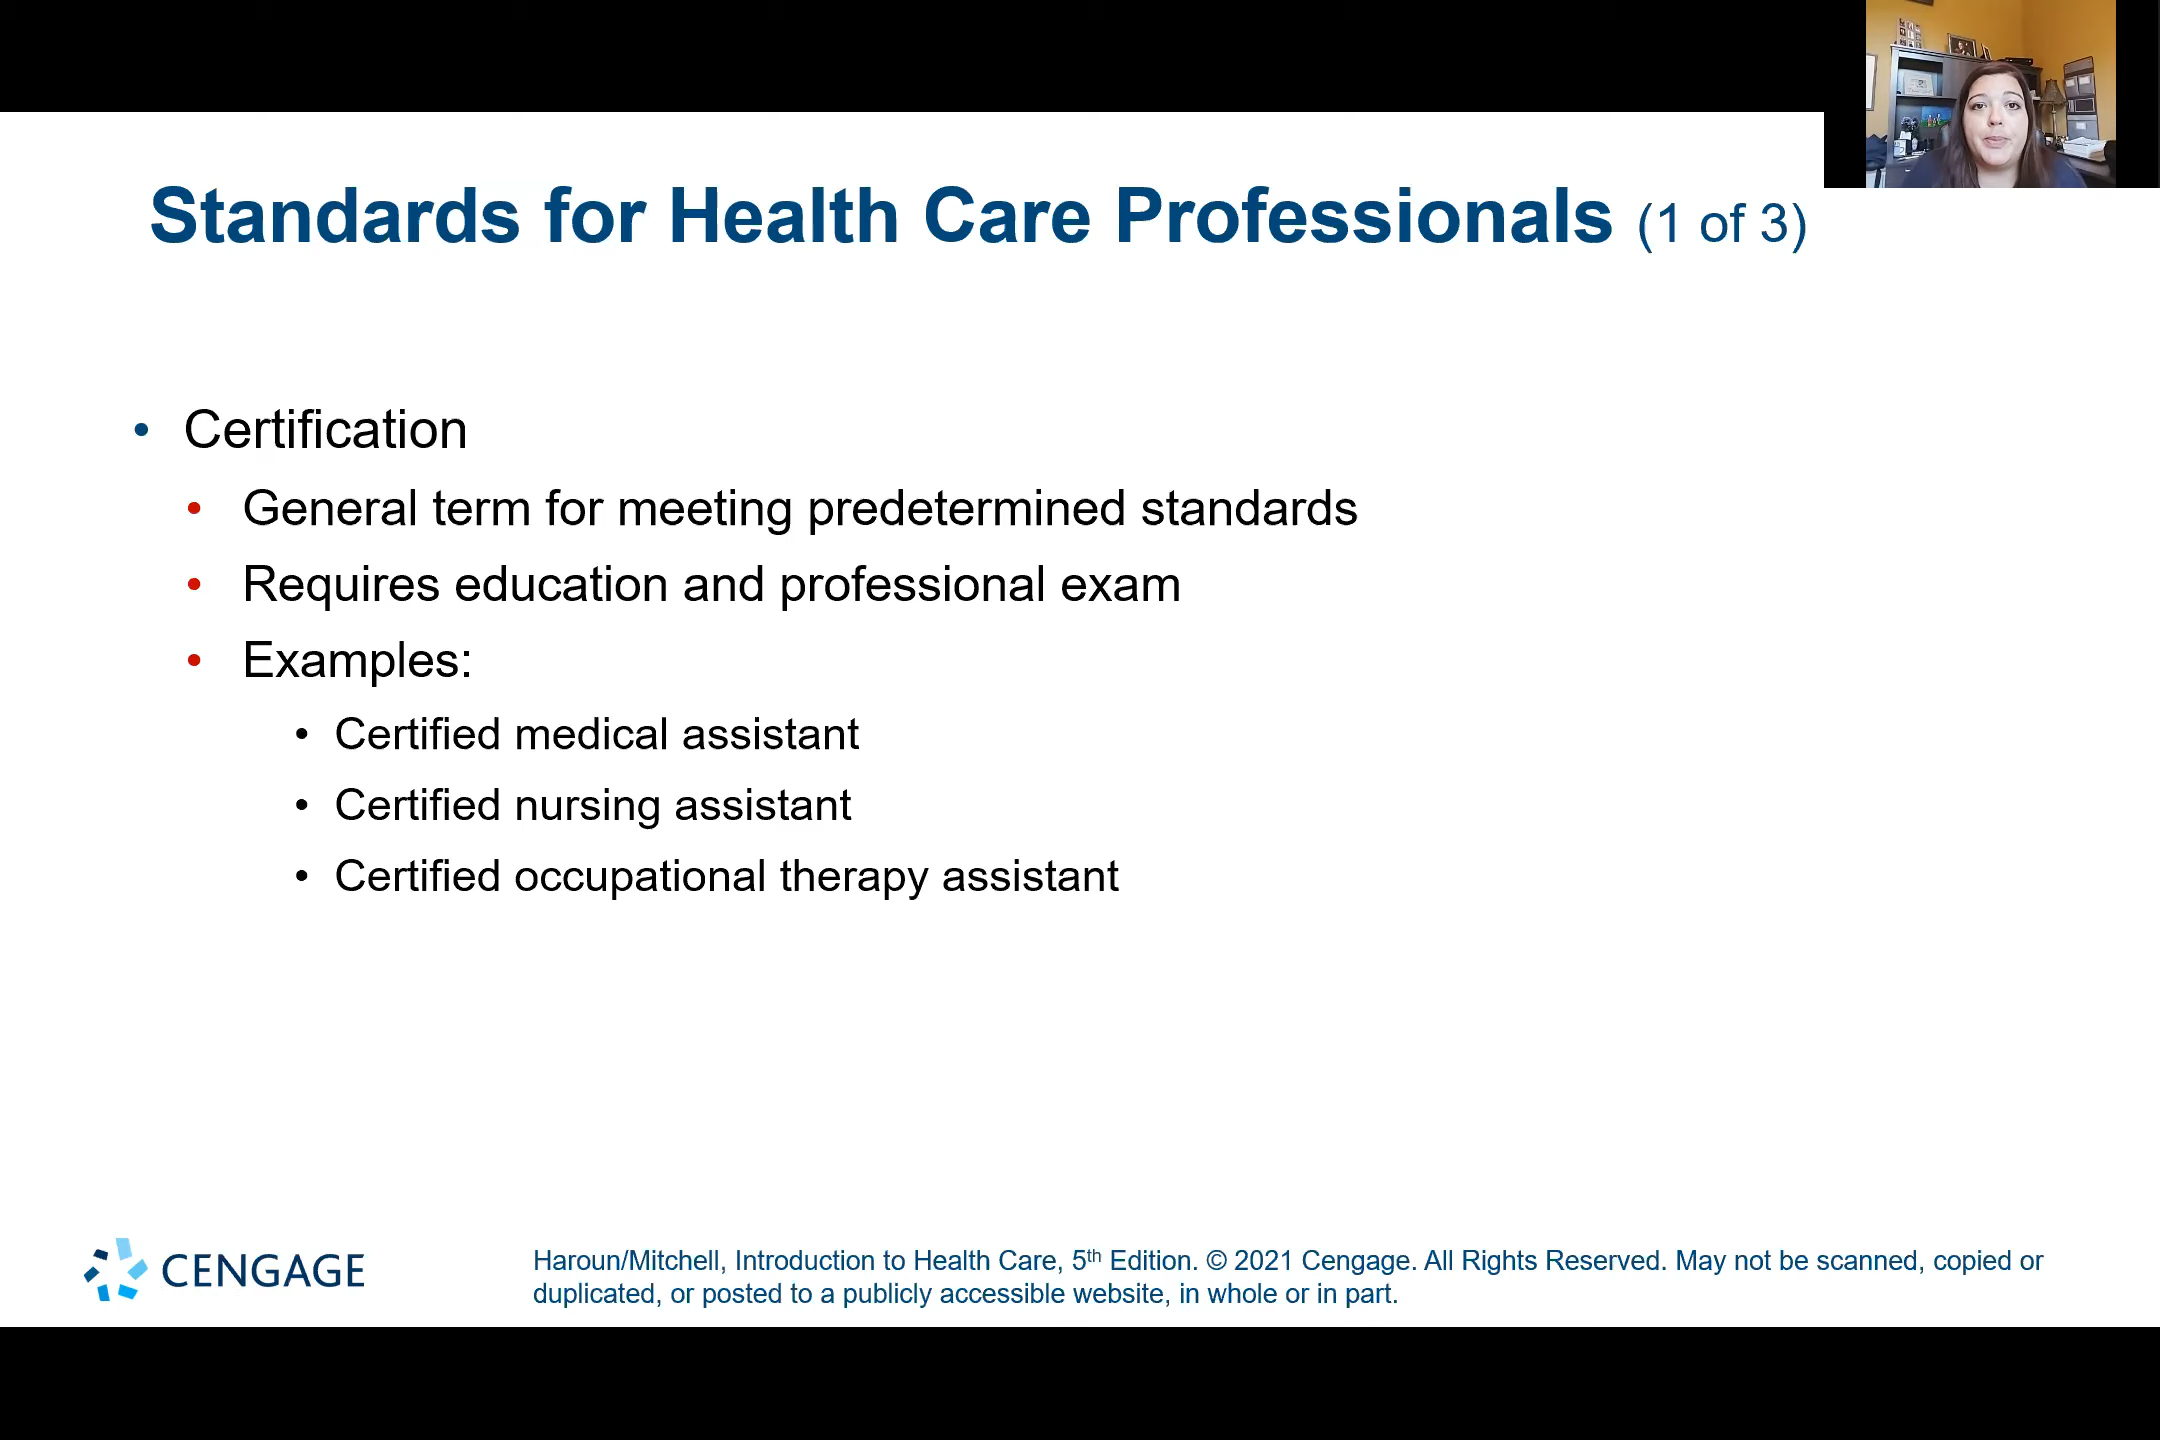 Standards for Health Care Professionals (1 of 3)
• Certification
• General term for meeting predetermined standards
• Requires education and professional exam
• Examples:
• Certified medical assistant
• Certified nursing assistant
• Certified occupational therapy assistant
CENGAGE
Haroun/Mitchell, Introduction to Health Care, 5th Edition. © 2021 Cengage. All Rights Reserved. May not be scanned, copied or
duplicated, or posted to a publicly accessible website, in whole or in part.